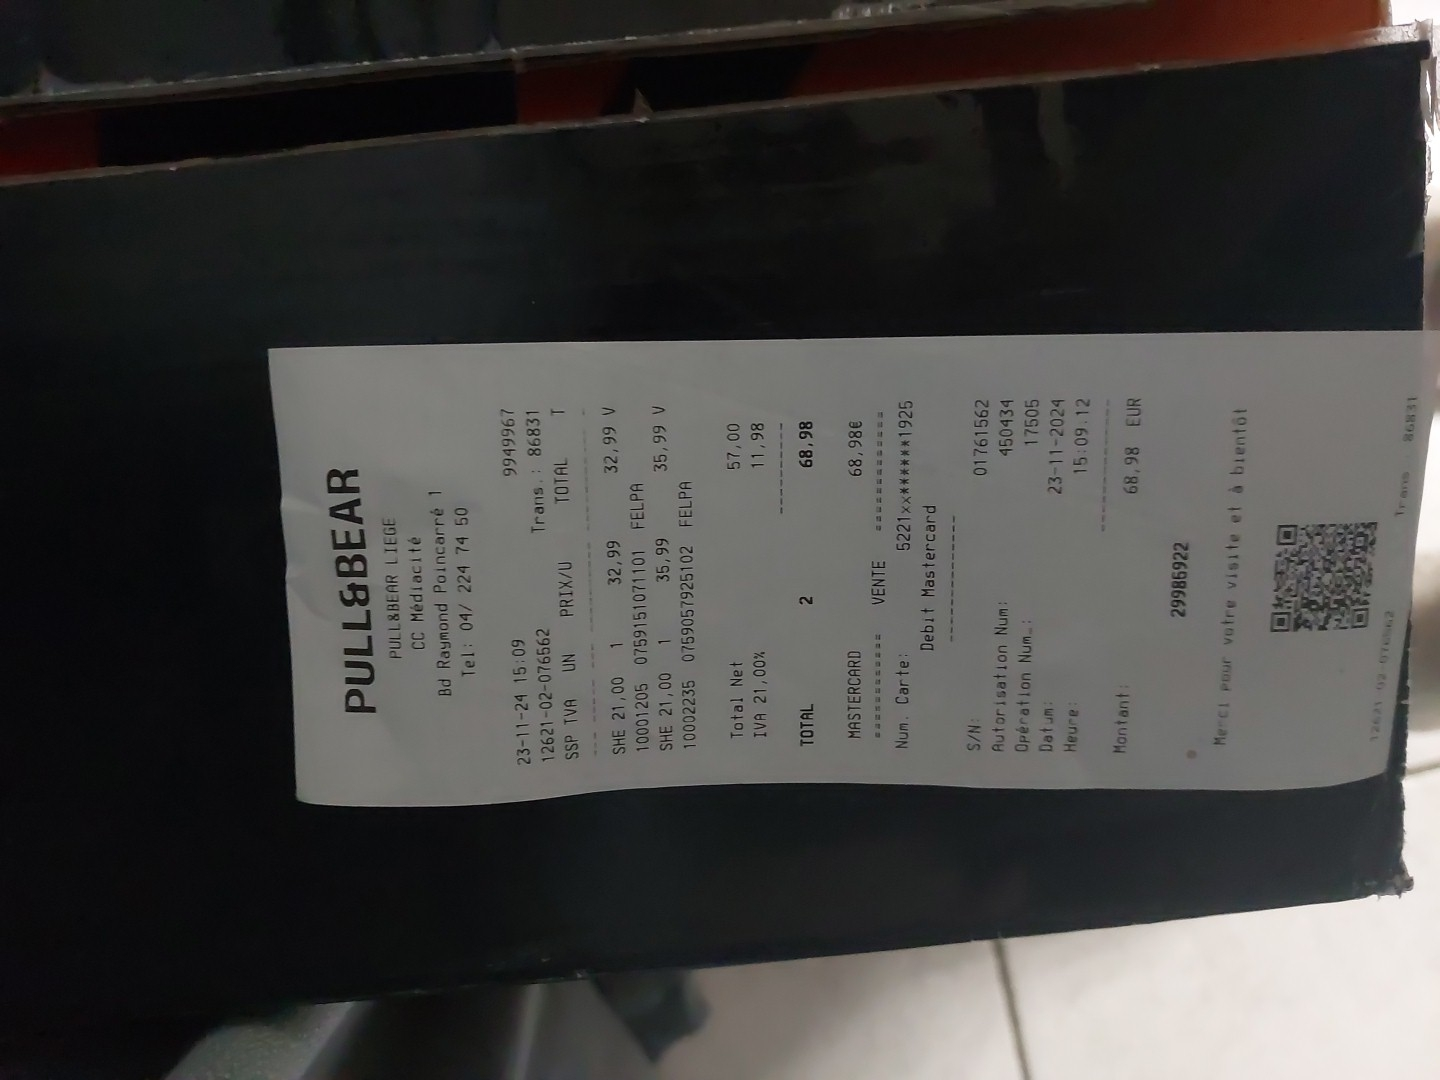 PULL&BEAR
PULL&BEAR LIEGE
CC Médiacité
Bd Raymond Poincarré 1
Tel: 04/ 224 74 50
23-11-24 15:09 9949967
12621-02-076562 Trans.: 86831
SSP TVA UN PRIX/U TOTAL T
SHE 21,00 1 32,99 32,99 V
10001205 07591510711​01 FELPA
SHE 21,00 1 35,99 35,99 V
10002235 0759057925102 FELPA
Total Net 57,00
IVA 21,00% 11,98
TOTAL 2 68,98
MASTERCARD 68,98€
============ VENTE ============
Num. Carte: 5221xx******1925
Debit Mastercard
S/N: 01761562
Autorisation Num: 450434
Opération Num.: 17505
Datum: 23-11-2024
Heure: 15:09.12
Montant: 68,98 EUR
29986922
Merci pour votre visite et à bientôt
12621-02-076562 Trans 86831